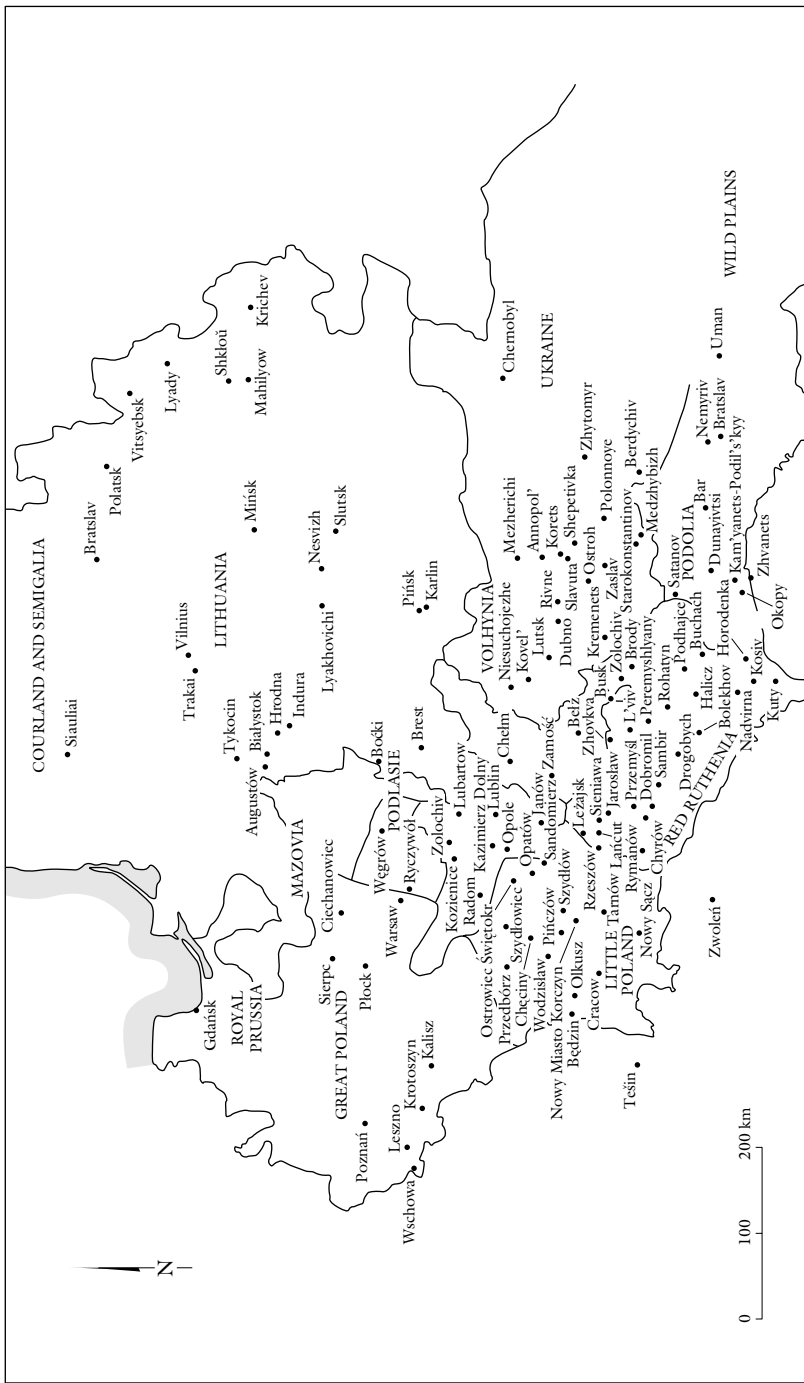 COURLAND AND SEMIGALIA
Siauliai
Bratslav
Polatsk
Vitsyebsk
Lyady
Vilnius
Trakai
LITHUANIA
Shkloŭ
Mahilyow
Krichev
Gdańsk
ROYAL
PRUSSIA
Tykocin
Augustów
Białystok
Hrodna
Indura
Mińsk
MAZOVIA
Lyakhovichi
Nesvizh
Slutsk
Sierpc
Ciechanowiec
GREAT POLAND
Płock
Poznań
Węgrów
PODLASIE
Boćki
Warsaw
Ryczywół
Brest
Pińsk
Karlin
Leszno
Wschowa
Krotoszyn
Kalisz
Zolochiv
Lubartow
Kozienice
Radom
Kazimierz Dolny
Lublin
VOLHYNIA
Chernobyl
Ostrowiec Świętokr
Opole
Chełm
Niesuchojezhe
Mezherichi
Przedbórz
Szydłowiec
Opatów
Kovel'
Annopol'
UKRAINE
Chęciny
Janów
Lutsk
Korets
Wodzisław
Sandomierz
Zamość
Rivne
Shepetivka
Nowy Miasto Korczyn
Pińczów
Szydłów
Dubno
Slavuta
Będzin
Olkusz
Leżajsk
Bełz
Kremenets
Ostroh
Zhytomyr
Cracow
Rzeszów
Sieniawa
Zhovkva
Busk
Zaslav
Polonnoye
LITTLE
POLAND
Tarnów
Łańcut
Jarosław
Zolochiv
Starokonstantinov
Tešin
Nowy Sącz
Rymanów
Przemyśl
L'viv
Brody
Berdychiv
Chyrów
Dobromil
Peremyshlyany
Medzhybizh
Sambir
Rohatyn
RED RUTHENIA
Drogobych
Podhajce
Satanov
PODOLIA
Bolekhov
Halicz
Buchach
Dunayivtsi
Bar
Nemyriv
Bratslav
Uman
WILD PLAINS
Zwoleń
Nadvirna
Horodenka
Kam'yanets-Podil's'kyy
Kosiv
Okopy
Zhvanets
Kuty
N
0
100
200 km